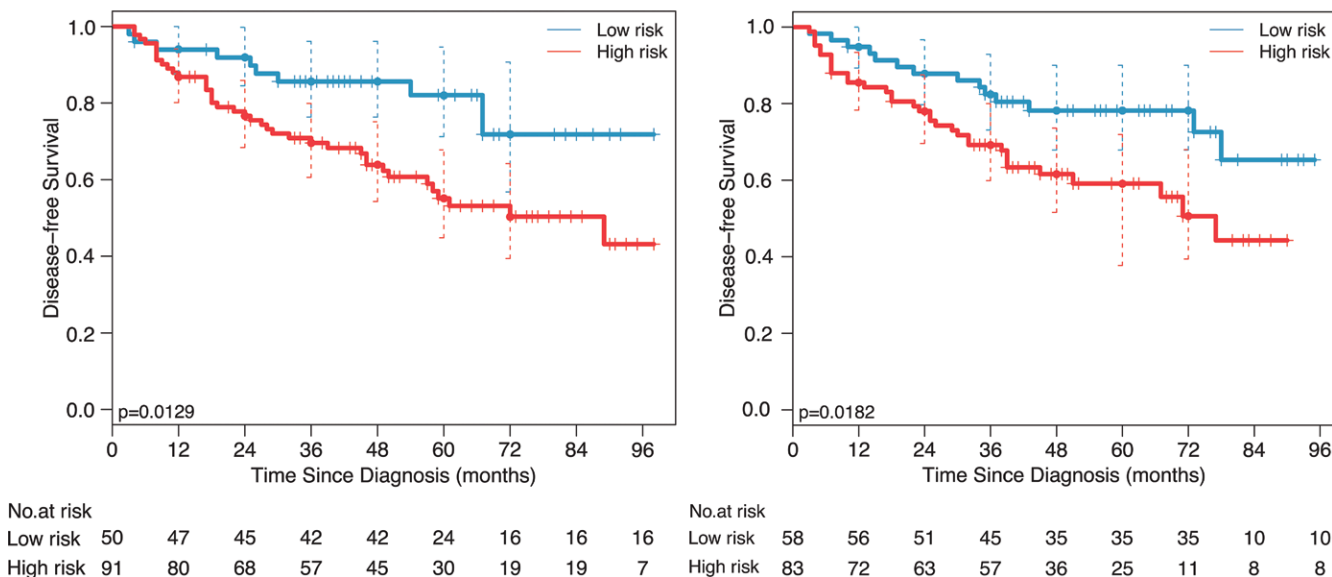 Low risk
High risk
1.0
0.8
0.6
0.4
0.2
0.0
Disease-free Survival
p=0.0129
0 12 24 36 48 60 72 84 96
Time Since Diagnosis (months)
No.at risk
Low risk 50 47 45 42 42 24 16 16 16
High risk 91 80 68 57 45 30 19 19 7
Low risk
High risk
1.0
0.8
0.6
0.4
0.2
0.0
Disease-free Survival
p=0.0182
0 12 24 36 48 60 72 84 96
Time Since Diagnosis (months)
No.at risk
Low risk 58 56 51 45 35 35 35 10 10
High risk 83 72 63 57 36 25 11 8 8